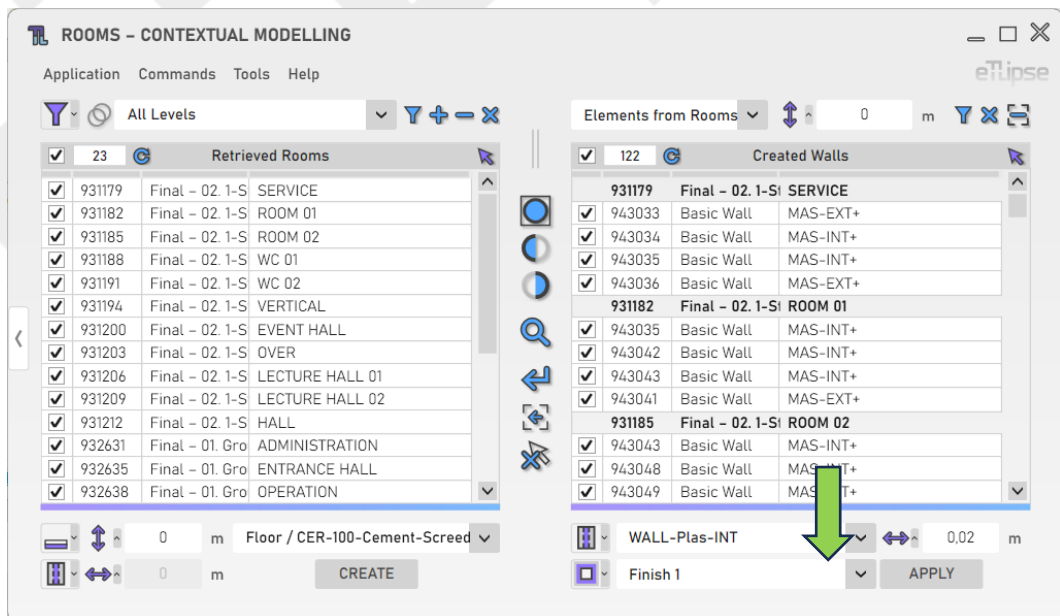 ROOMS – CONTEXTUAL MODELLING
Application Commands Tools Help
eTLipse
All Levels
Elements from Rooms 0 m
23 Retrieved Rooms
122 Created Walls
931179 Final – 02. 1-S SERVICE
931182 Final – 02. 1-S ROOM 01
931185 Final – 02. 1-S ROOM 02
931188 Final – 02. 1-S WC 01
931191 Final – 02. 1-S WC 02
931194 Final – 02. 1-S VERTICAL
931200 Final – 02. 1-S EVENT HALL
931203 Final – 02. 1-S OVER
931206 Final – 02. 1-S LECTURE HALL 01
931209 Final – 02. 1-S LECTURE HALL 02
931212 Final – 02. 1-S HALL
932631 Final – 01. Gro ADMINISTRATION
932635 Final – 01. Gro ENTRANCE HALL
932638 Final – 01. Gro OPERATION
931179 Final – 02. 1-St SERVICE
943033 Basic Wall MAS-EXT+
943034 Basic Wall MAS-INT+
943035 Basic Wall MAS-INT+
943036 Basic Wall MAS-EXT+
931182 Final – 02. 1-St ROOM 01
943035 Basic Wall MAS-INT+
943042 Basic Wall MAS-INT+
943043 Basic Wall MAS-INT+
943041 Basic Wall MAS-EXT+
931185 Final – 02. 1-St ROOM 02
943043 Basic Wall MAS-INT+
943048 Basic Wall
943049 Basic Wall
0 m Floor / CER-100-Cement-Screed
0 m CREATE
WALL-Plas-INT 0,02 m
Finish 1 APPLY